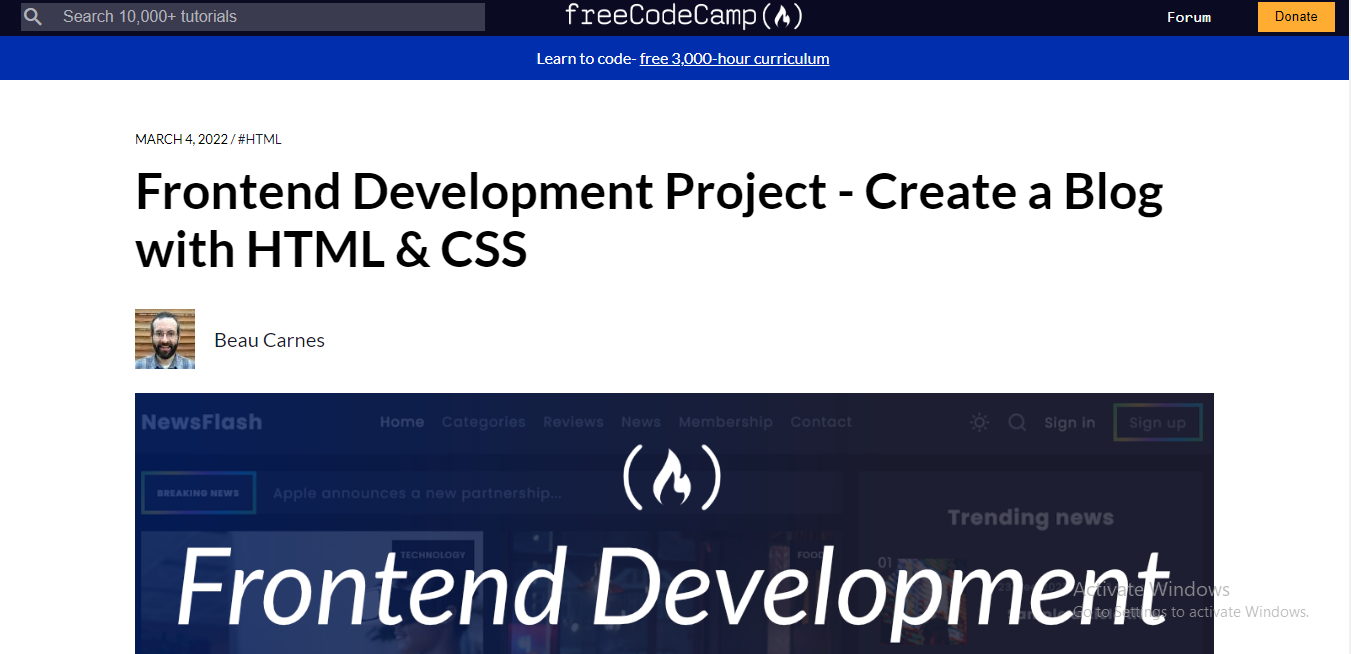 Search 10,000+ tutorials
freeCodeCamp
Forum
Donate
Learn to code- free 3,000-hour curriculum
MARCH 4, 2022 / #HTML
Frontend Development Project - Create a Blog
with HTML & CSS
Beau Carnes
NewsFlash
Home Categories Reviews News Membership Contact
Sign in
Sign up
BREAKING NEWS
Apple announces a new partnership...
Trending news
TECHNOLOGY
FOOD
01
Frontend Development
Activate Windows
Go to Settings to activate Windows.